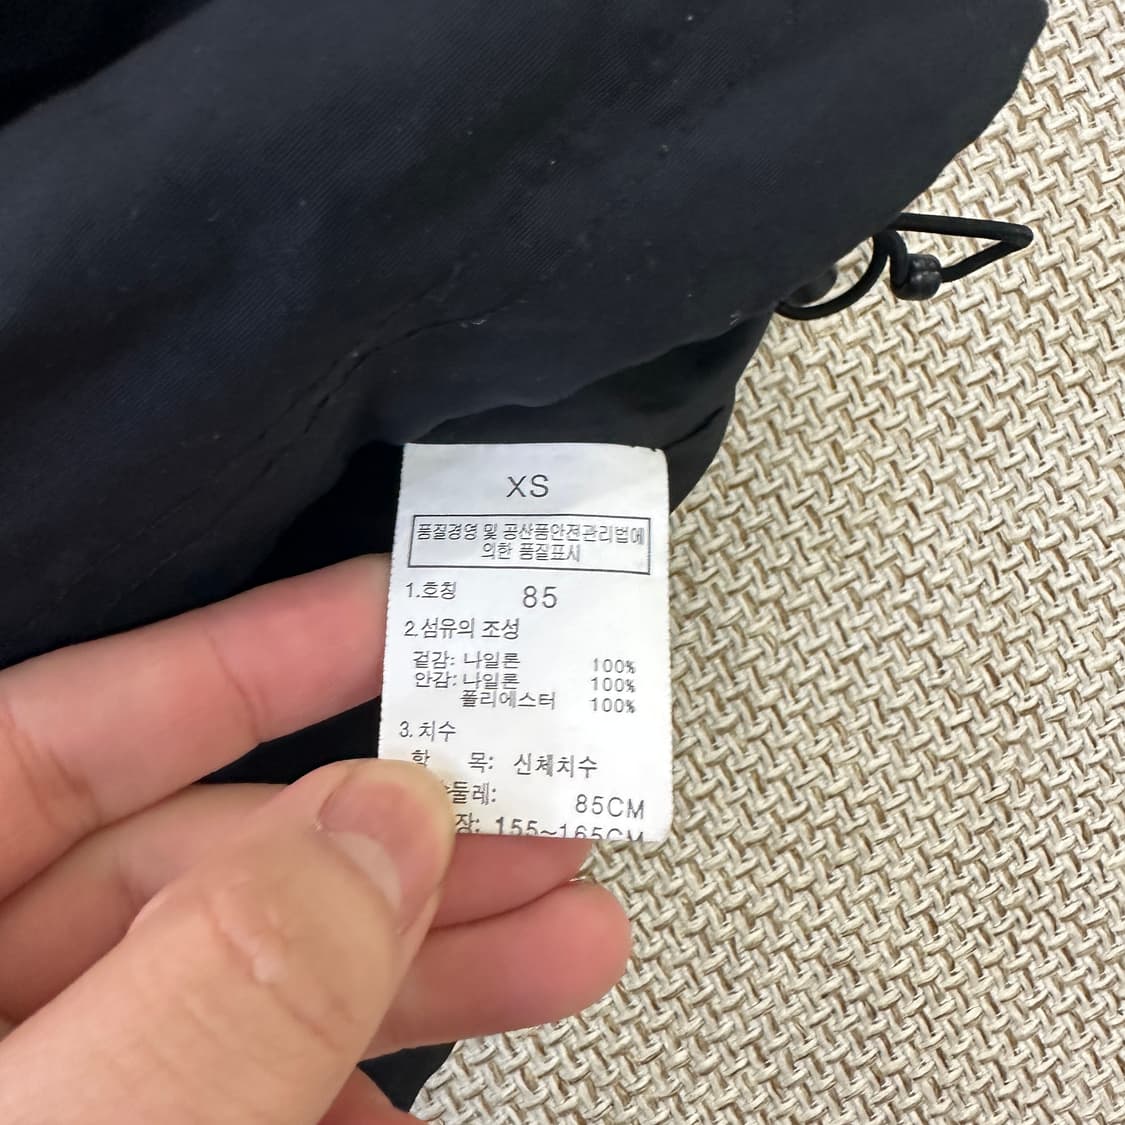 XS
품질경영 및 공산품안전관리법에
의한 품질표시
1.호칭 85
2.섬유의 조성
겉감: 나일론 100%
안감: 나일론 100%
폴리에스터 100%
3. 치수
항 목: 신체치수
85CM
155~165CM